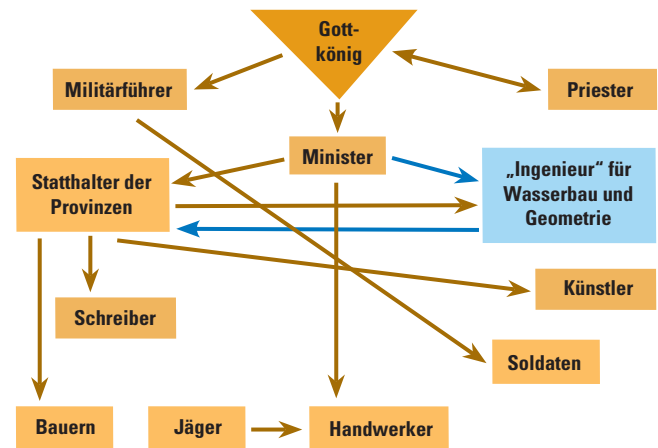 Gott-
könig
Militärführer
Priester
Minister
Statthalter der
Provinzen
„Ingenieur“ für
Wasserbau und
Geometrie
Künstler
Schreiber
Soldaten
Bauern
Jäger
Handwerker